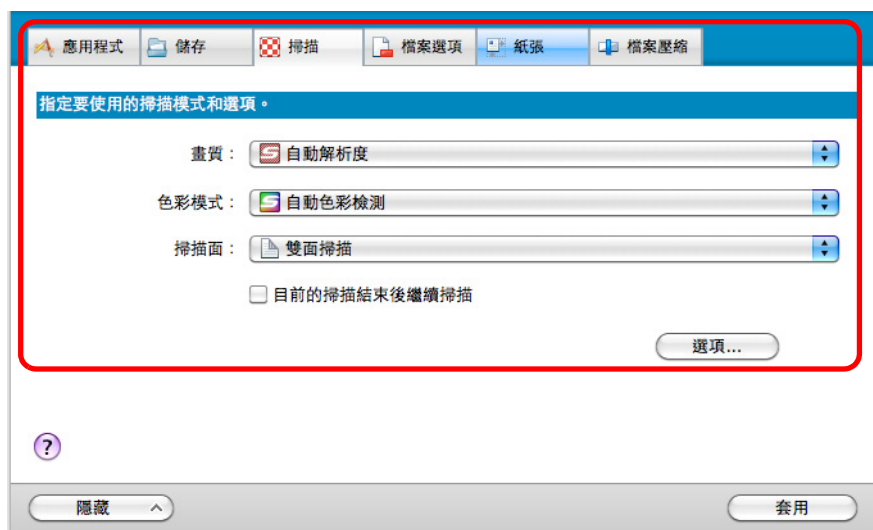 應用程式 儲存 掃描 檔案選項 紙張 檔案壓縮
指定要使用的掃描模式和選項。
畫質： 自動解析度
色彩模式： 自動色彩檢測
掃描面： 雙面掃描
目前的掃描結束後繼續掃描
選項...
?
隱藏 套用